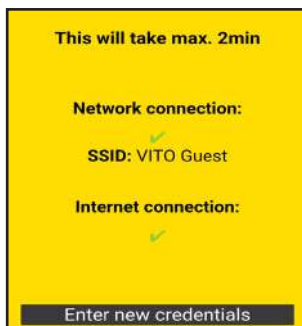 This will take max. 2min
Network connection:
SSID: VITO Guest
Internet connection:
Enter new credentials